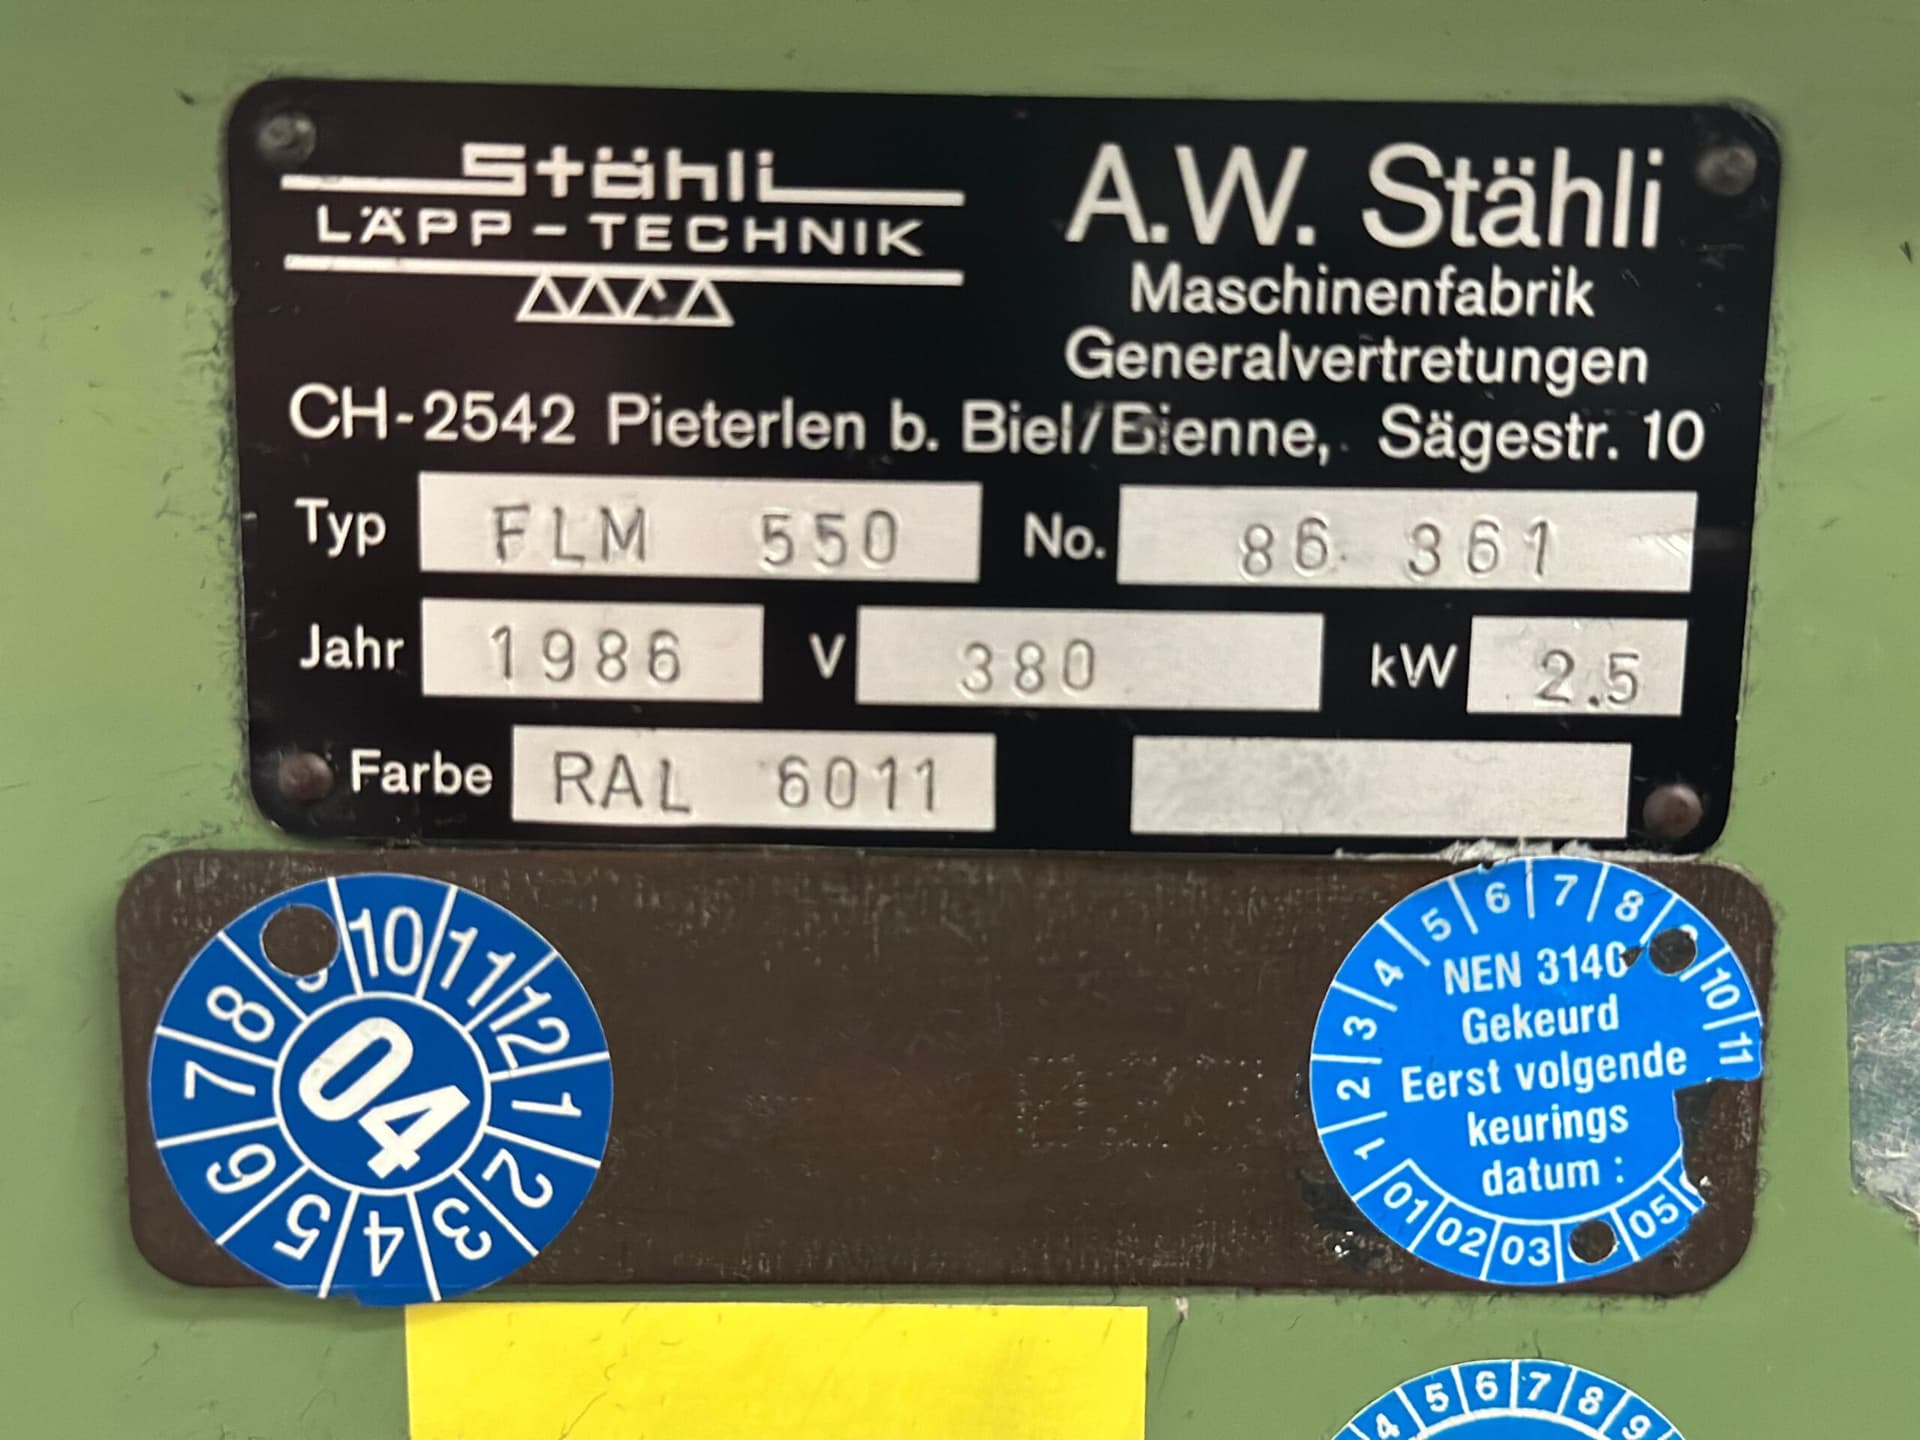 Stähli
LÄPP-TECHNIK
A.W. Stähli
Maschinenfabrik
Generalvertretungen
CH-2542 Pieterlen b. Biel/Bienne, Sägestr. 10
Typ FLM 550 No. 86 361
Jahr 1986 V 380 kW 2.5
Farbe RAL 6011
04
1 2 3 4 5 6 7 8 9 10 11 12
1 2 3 4 5 6 7 8 10 11
NEN 3140
Gekeurd
Eerst volgende
keurings
datum :
01 02 03 05
4 5 6 7 8 9